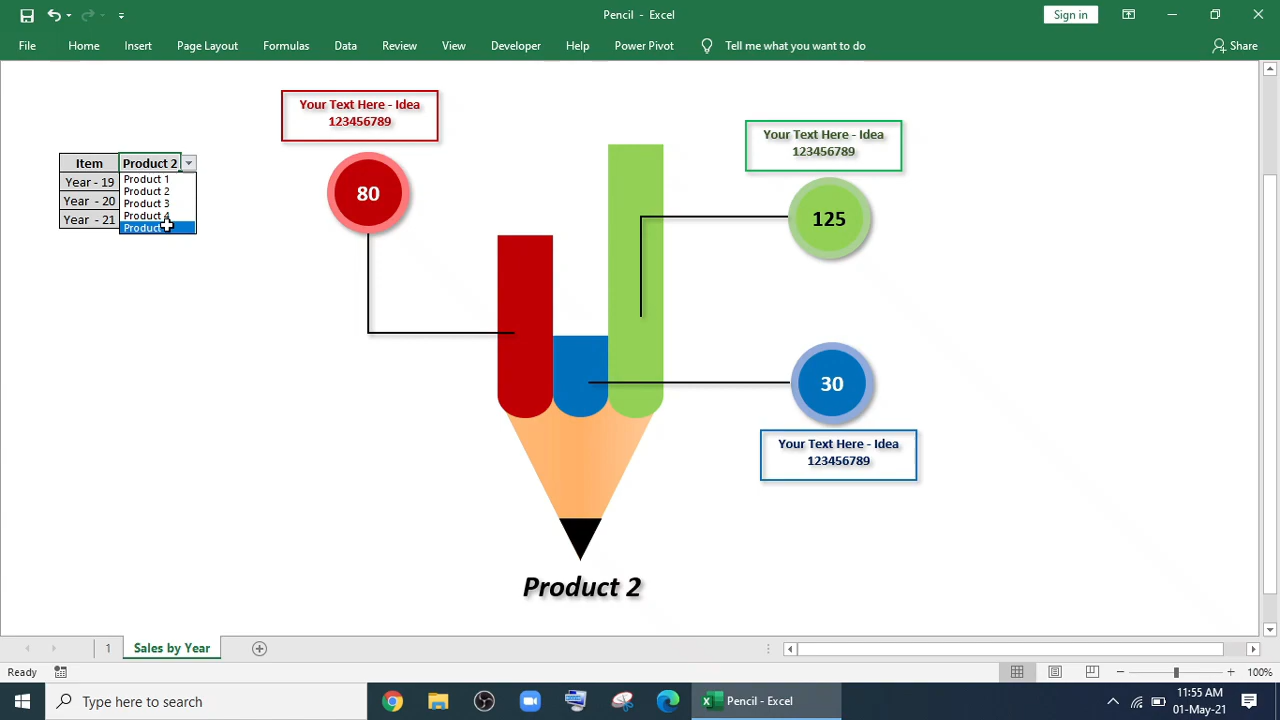 Pencil - Excel
Sign in
File Home Insert Page Layout Formulas Data Review View Developer Help Power Pivot Tell me what you want to do Share
Your Text Here - Idea
123456789
Your Text Here - Idea
123456789
Item Product 2
Year - 19
Year - 20
Year - 21
Product 1
Product 2
Product 3
Product 4
Product
80
125
30
Your Text Here - Idea
123456789
Product 2
1 Sales by Year
Ready
100%
Type here to search
Pencil - Excel
11:55 AM
01-May-21